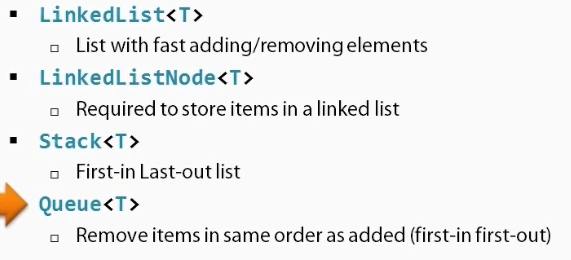 LinkedList<T>
List with fast adding/removing elements
LinkedListNode<T>
Required to store items in a linked list
Stack<T>
First-in Last-out list
Queue<T>
Remove items in same order as added (first-in first-out)